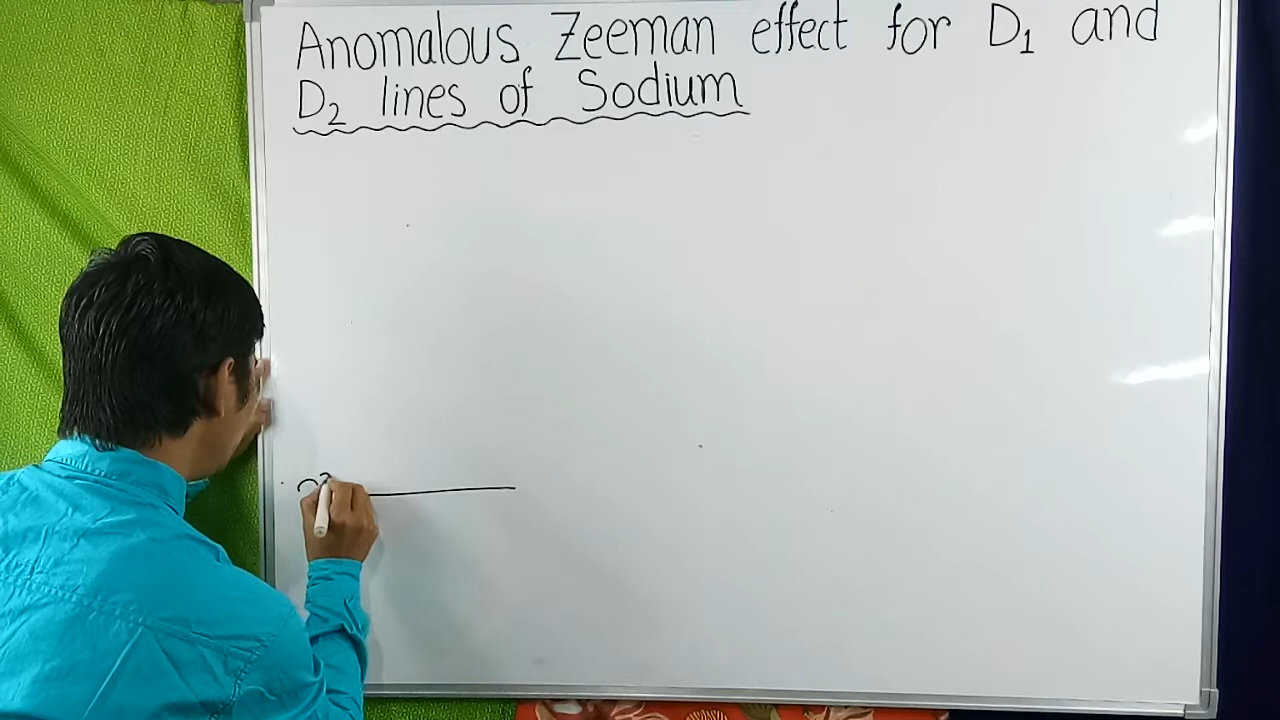 Anomalous Zeeman effect for D₁ and
D₂ lines of Sodium